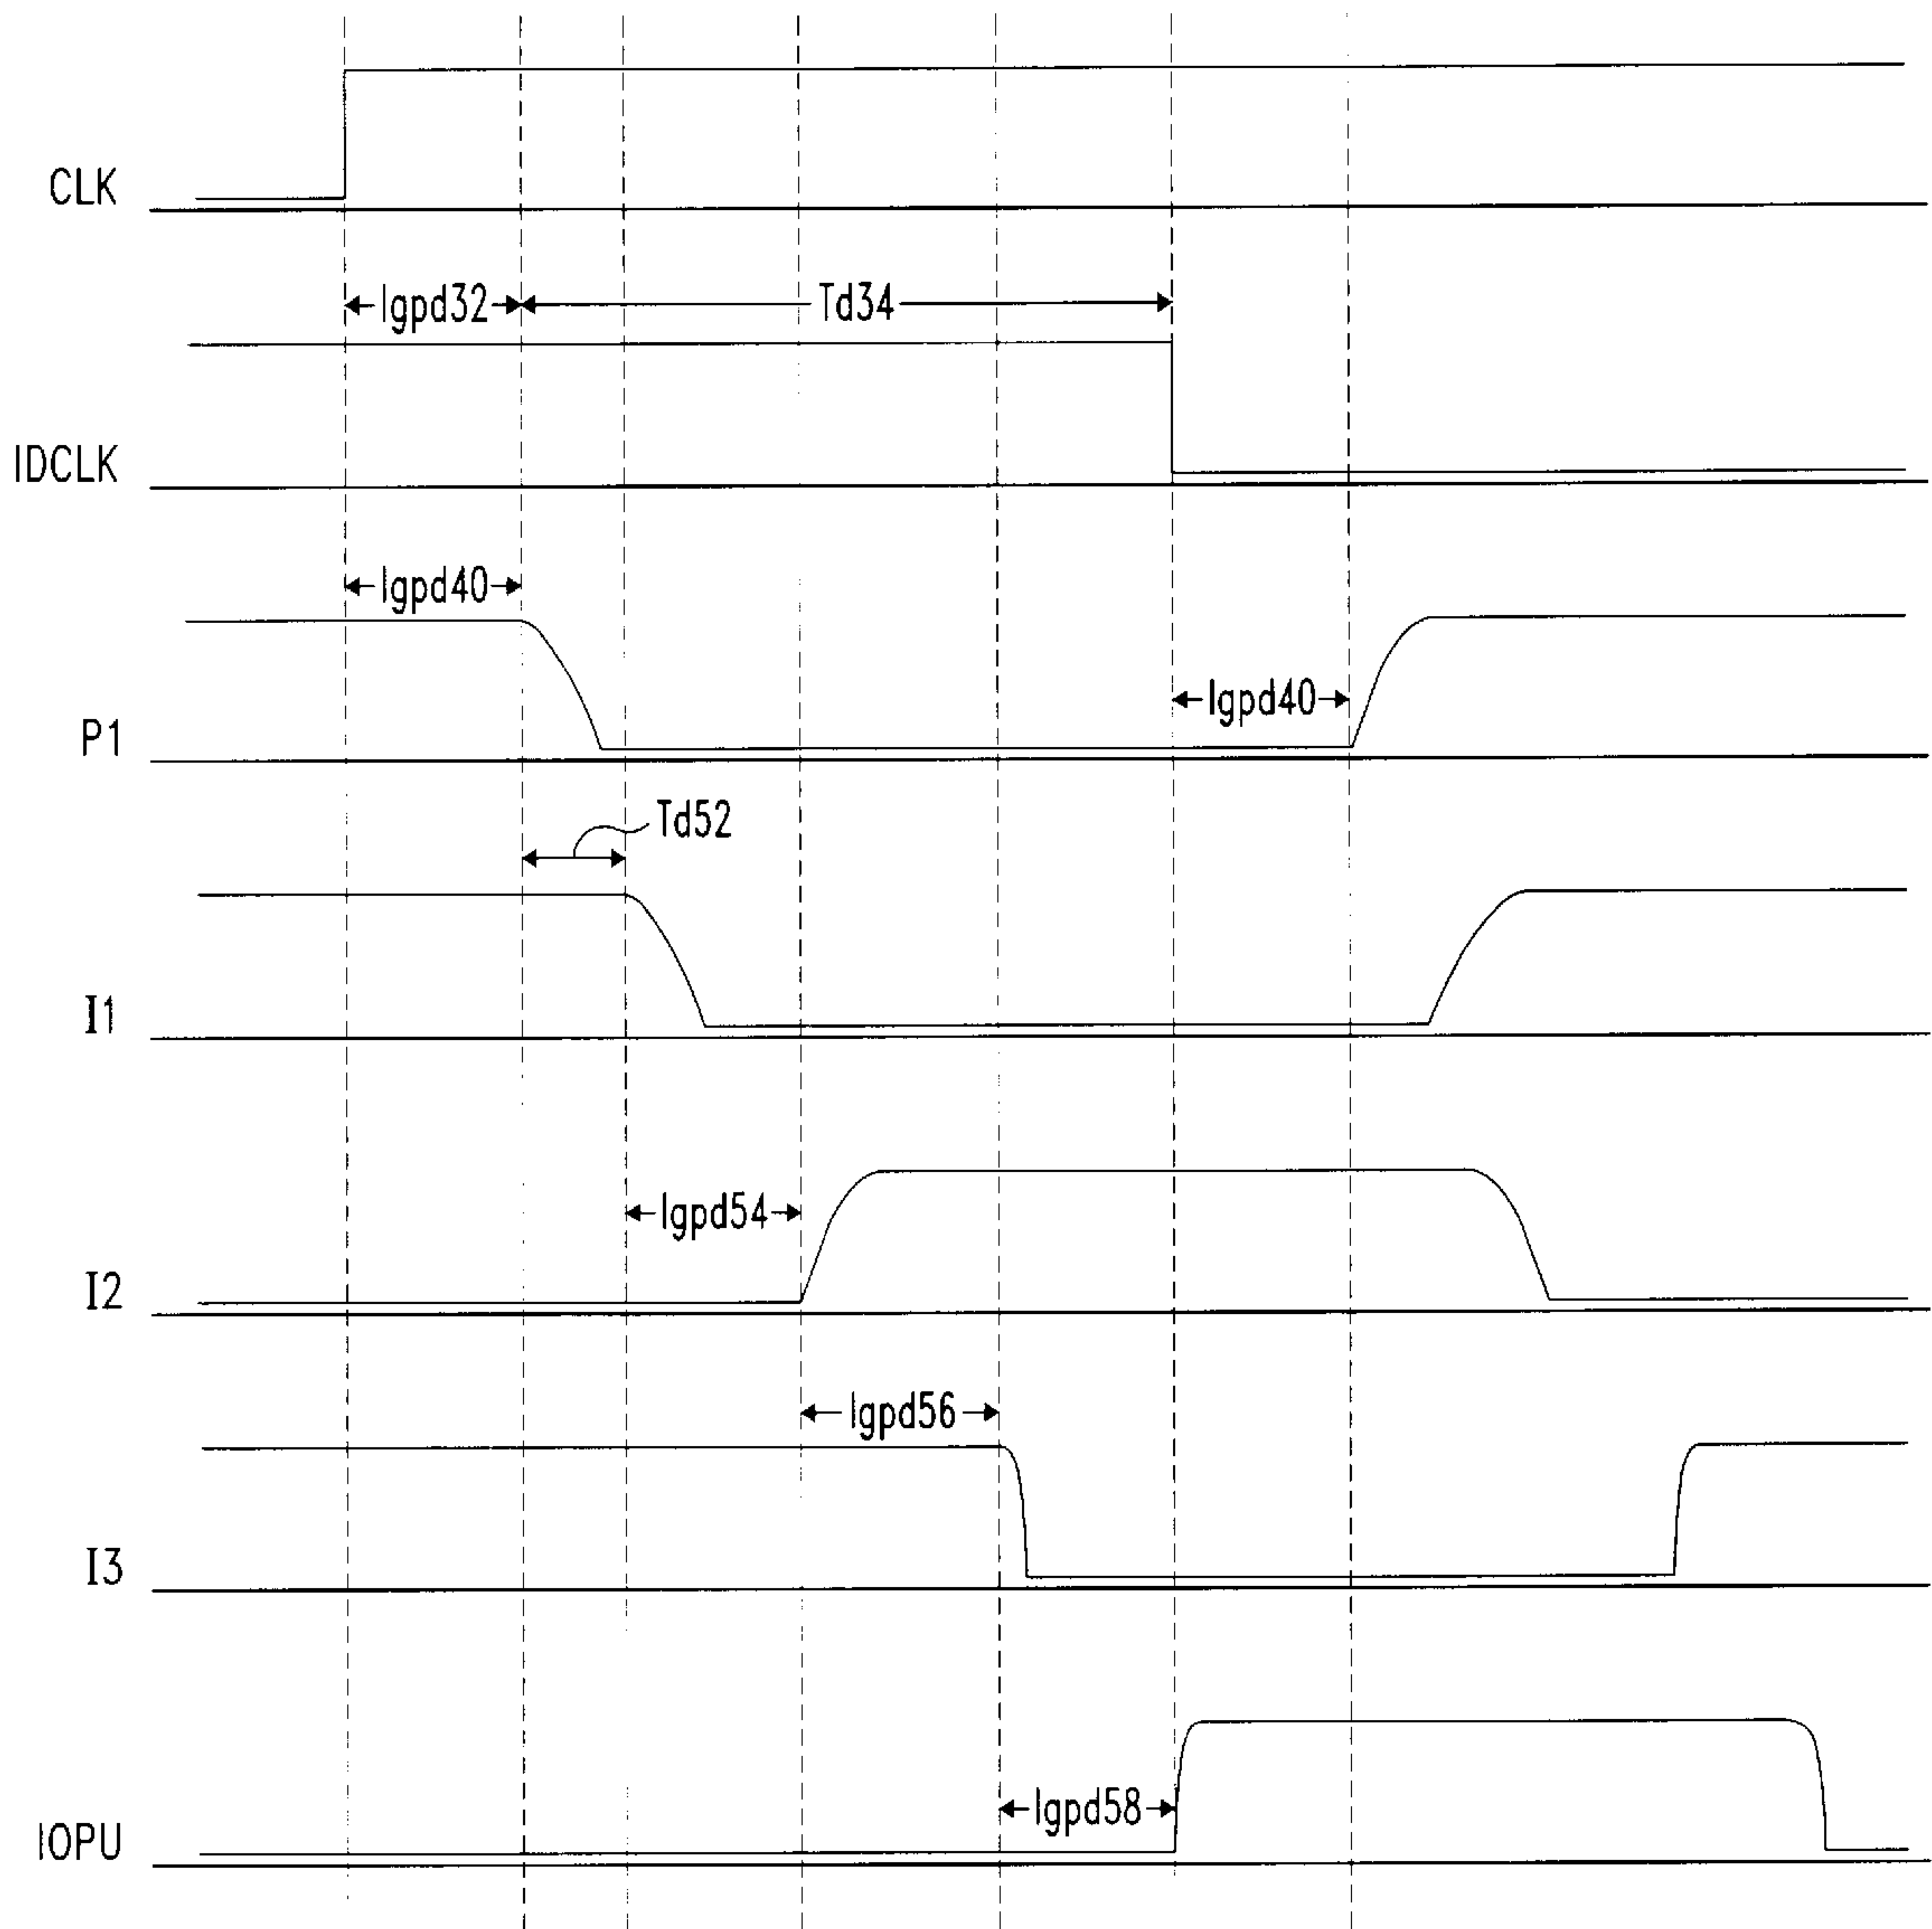 CLK
Igpd32
Td34
IDCLK
Igpd40
P1
Igpd40
Td52
I1
Igpd54
I2
Igpd56
I3
Igpd58
IOPU